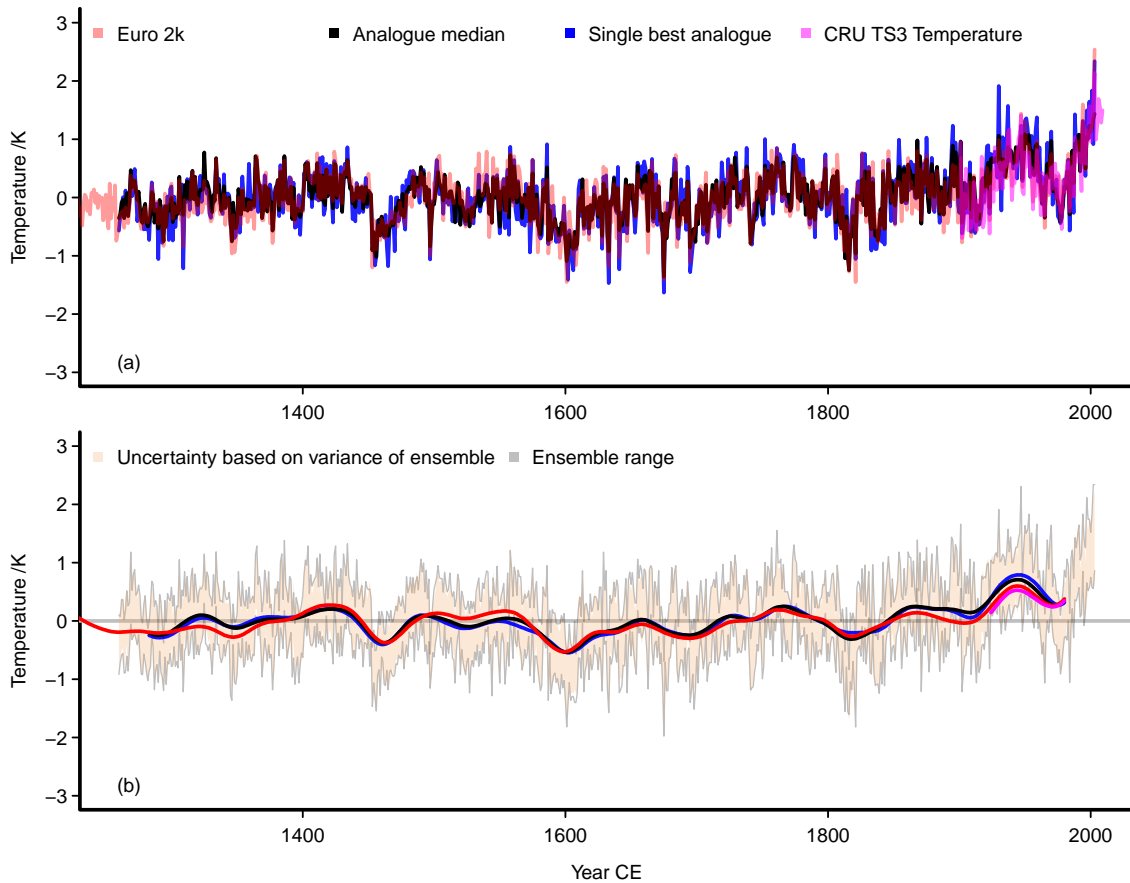 3
Euro 2k Analogue median Single best analogue CRU TS3 Temperature
2
1
0
−1
−2
−3
Temperature /K
(a)
1400 1600 1800 2000
3
Uncertainty based on variance of ensemble Ensemble range
2
1
0
−1
−2
−3
Temperature /K
(b)
1400 1600 1800 2000
Year CE